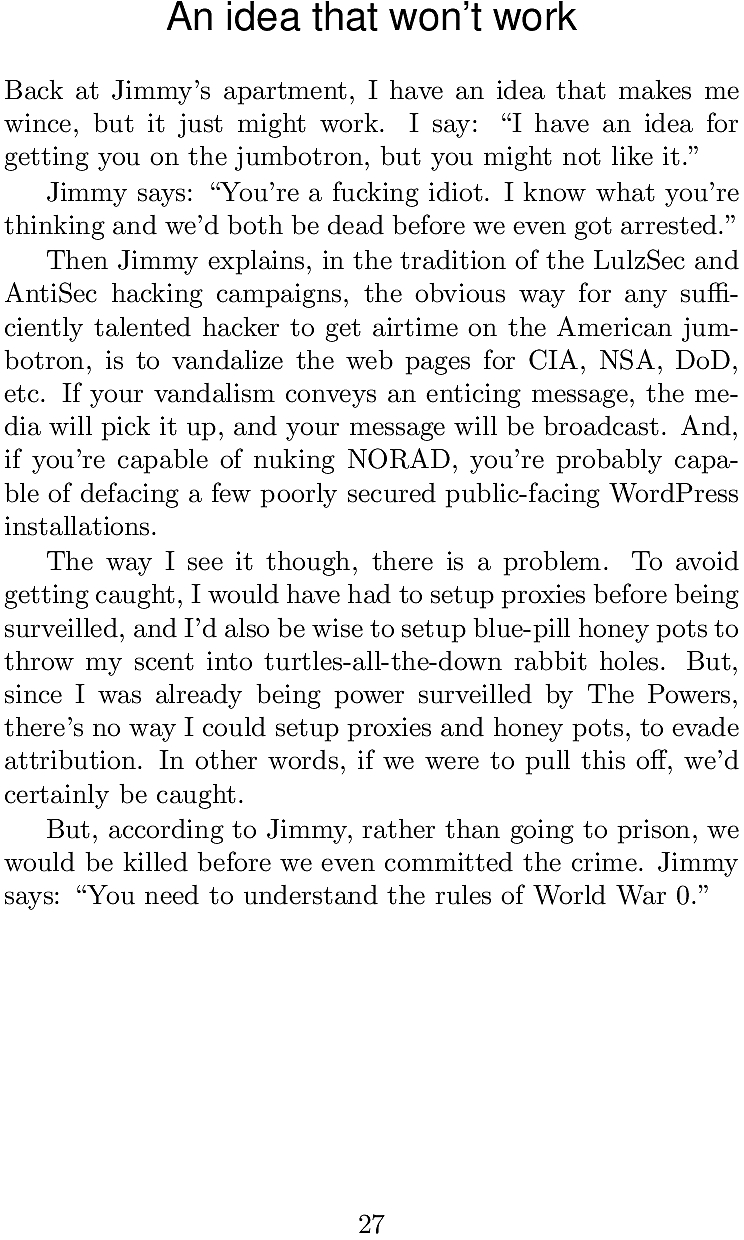 An idea that won’t work
Back at Jimmy’s apartment, I have an idea that makes me
wince, but it just might work. I say: “I have an idea for
getting you on the jumbotron, but you might not like it.”
Jimmy says: “You’re a fucking idiot. I know what you’re
thinking and we’d both be dead before we even got arrested.”
Then Jimmy explains, in the tradition of the LulzSec and
AntiSec hacking campaigns, the obvious way for any suffi-
ciently talented hacker to get airtime on the American jum-
botron, is to vandalize the web pages for CIA, NSA, DoD,
etc. If your vandalism conveys an enticing message, the me-
dia will pick it up, and your message will be broadcast. And,
if you’re capable of nuking NORAD, you’re probably capa-
ble of defacing a few poorly secured public-facing WordPress
installations.
The way I see it though, there is a problem. To avoid
getting caught, I would have had to setup proxies before being
surveilled, and I’d also be wise to setup blue-pill honey pots to
throw my scent into turtles-all-the-down rabbit holes. But,
since I was already being power surveilled by The Powers,
there’s no way I could setup proxies and honey pots, to evade
attribution. In other words, if we were to pull this off, we’d
certainly be caught.
But, according to Jimmy, rather than going to prison, we
would be killed before we even committed the crime. Jimmy
says: “You need to understand the rules of World War 0.”
27